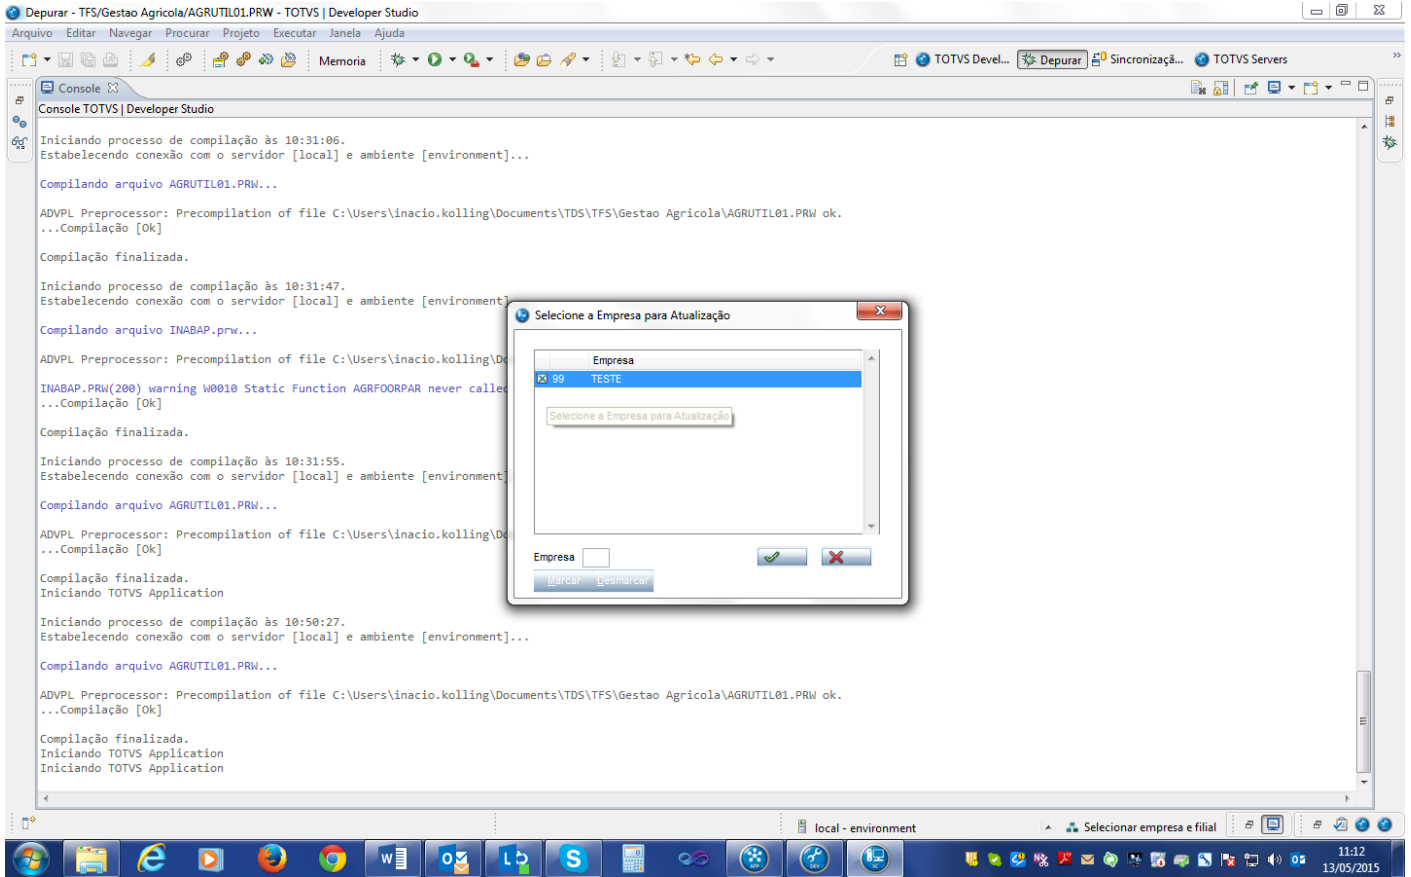 Depurar - TFS/Gestao Agricola/AGRUTIL01.PRW - TOTVS | Developer Studio
Arquivo Editar Navegar Procurar Projeto Executar Janela Ajuda
Memoria
TOTVS Devel... Depurar Sincronizaçã... TOTVS Servers
Console
Console TOTVS | Developer Studio
Iniciando processo de compilação às 10:31:06.
Estabelecendo conexão com o servidor [local] e ambiente [environment]...
Compilando arquivo AGRUTIL01.PRW...
ADVPL Preprocessor: Precompilation of file C:\Users\inacio.kolling\Documents\TDS\TFS\Gestao Agricola\AGRUTIL01.PRW ok.
...Compilação [Ok]
Compilação finalizada.
Iniciando processo de compilação às 10:31:47.
Estabelecendo conexão com o servidor [local] e ambiente [environment]
Compilando arquivo INABAP.prw...
ADVPL Preprocessor: Precompilation of file C:\Users\inacio.kolling\Do
INABAP.PRW(200) warning W0010 Static Function AGRFOORPAR never called
...Compilação [Ok]
Compilação finalizada.
Iniciando processo de compilação às 10:31:55.
Estabelecendo conexão com o servidor [local] e ambiente [environment]
Compilando arquivo AGRUTIL01.PRW...
ADVPL Preprocessor: Precompilation of file C:\Users\inacio.kolling\Do
...Compilação [Ok]
Compilação finalizada.
Iniciando TOTVS Application
Iniciando processo de compilação às 10:50:27.
Estabelecendo conexão com o servidor [local] e ambiente [environment]...
Compilando arquivo AGRUTIL01.PRW...
ADVPL Preprocessor: Precompilation of file C:\Users\inacio.kolling\Documents\TDS\TFS\Gestao Agricola\AGRUTIL01.PRW ok.
...Compilação [Ok]
Compilação finalizada.
Iniciando TOTVS Application
Iniciando TOTVS Application
Selecione a Empresa para Atualização
Empresa
99 TESTE
Selecione a Empresa para Atualização
Empresa
Marcar Desmarcar
local - environment
Selecionar empresa e filial
11:12
13/05/2015